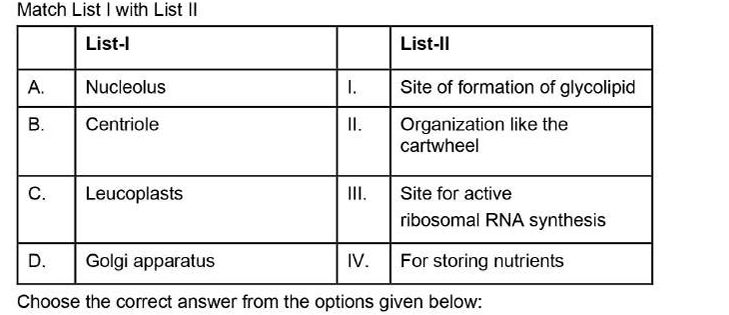 Match List I with List II
List-I List-II
A. Nucleolus I. Site of formation of glycolipid
B. Centriole II. Organization like the
cartwheel
C. Leucoplasts III. Site for active
ribosomal RNA synthesis
D. Golgi apparatus IV. For storing nutrients
Choose the correct answer from the options given below: